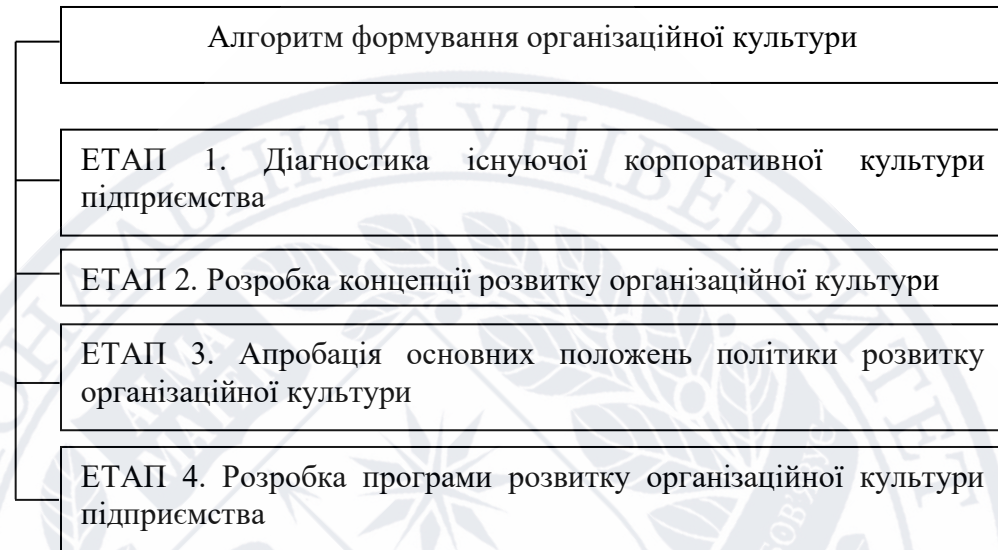 Алгоритм формування організаційної культури
ЕТАП 1. Діагностика існуючої корпоративної культури
підприємства
ЕТАП 2. Розробка концепції розвитку організаційної культури
ЕТАП 3. Апробація основних положень політики розвитку
організаційної культури
ЕТАП 4. Розробка програми розвитку організаційної культури
підприємства